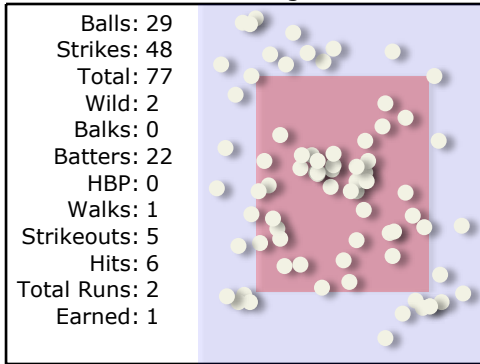 Balls: 29
Strikes: 48
Total: 77
Wild: 2
Balks: 0
Batters: 22
HBP: 0
Walks: 1
Strikeouts: 5
Hits: 6
Total Runs: 2
Earned: 1